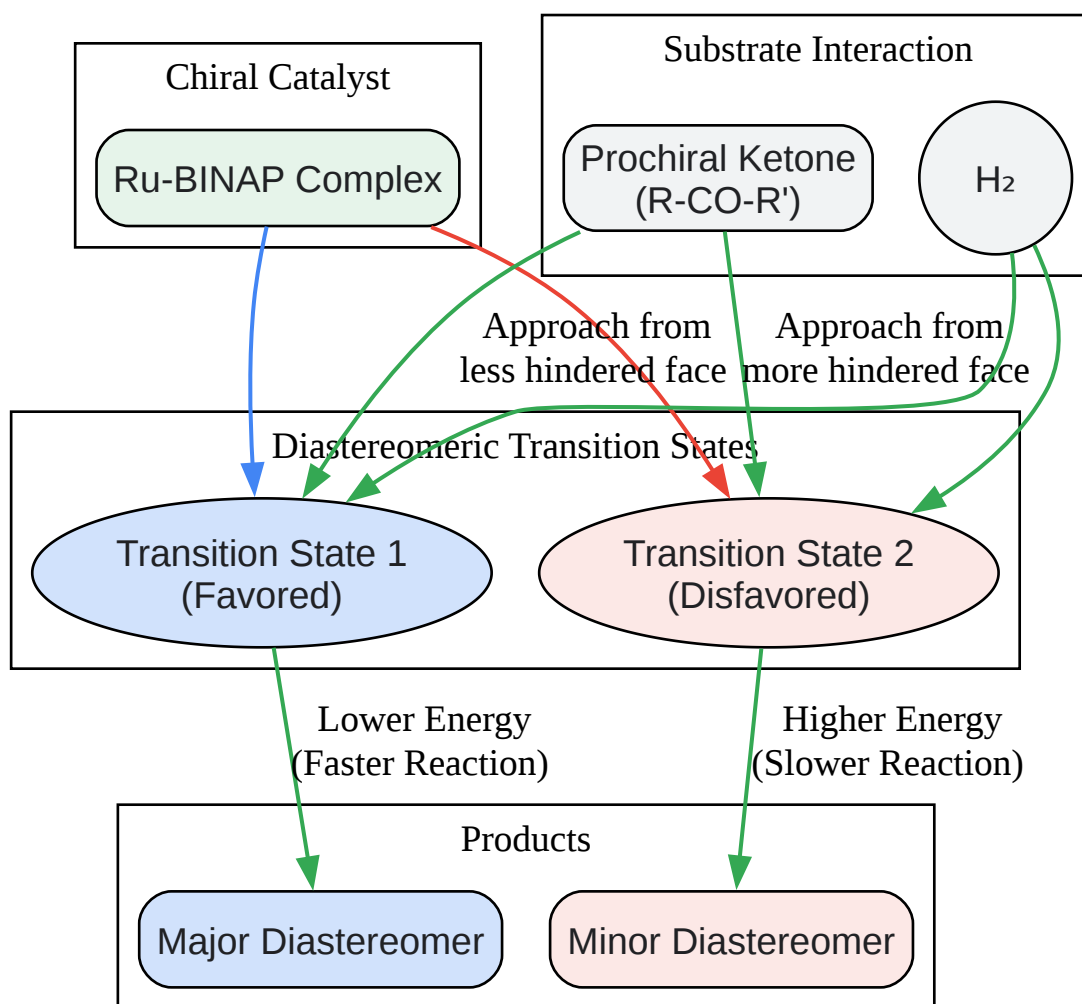 Chiral Catalyst
Substrate Interaction
Ru-BINAP Complex
Prochiral Ketone
(R-CO-R')
H₂
Approach from
less hindered face
Approach from
more hindered face
Diastereomeric Transition States
Transition State 1
(Favored)
Transition State 2
(Disfavored)
Lower Energy
(Faster Reaction)
Higher Energy
(Slower Reaction)
Products
Major Diastereomer
Minor Diastereomer